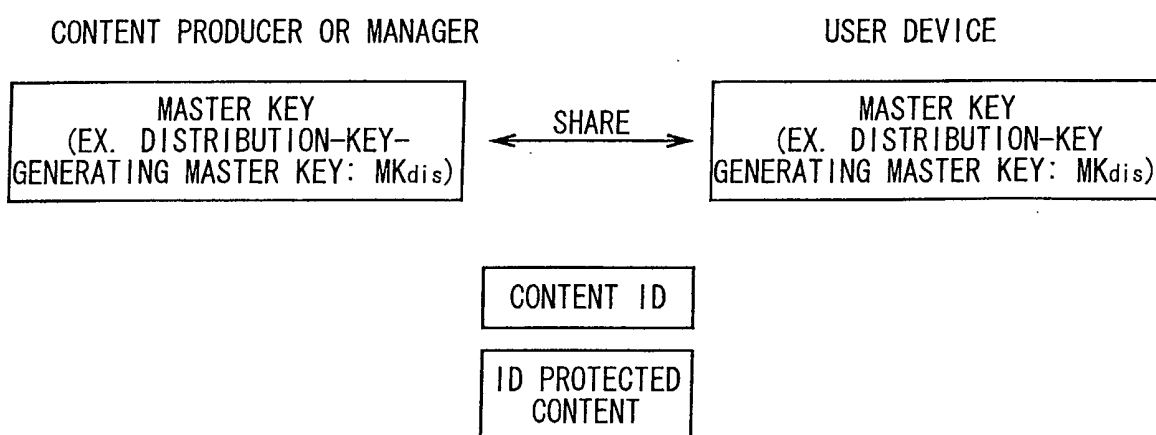 CONTENT PRODUCER OR MANAGER
USER DEVICE
MASTER KEY
(EX. DISTRIBUTION-KEY-
GENERATING MASTER KEY: MKdis)
SHARE
MASTER KEY
(EX. DISTRIBUTION-KEY
GENERATING MASTER KEY: MKdis)
CONTENT ID
ID PROTECTED
CONTENT